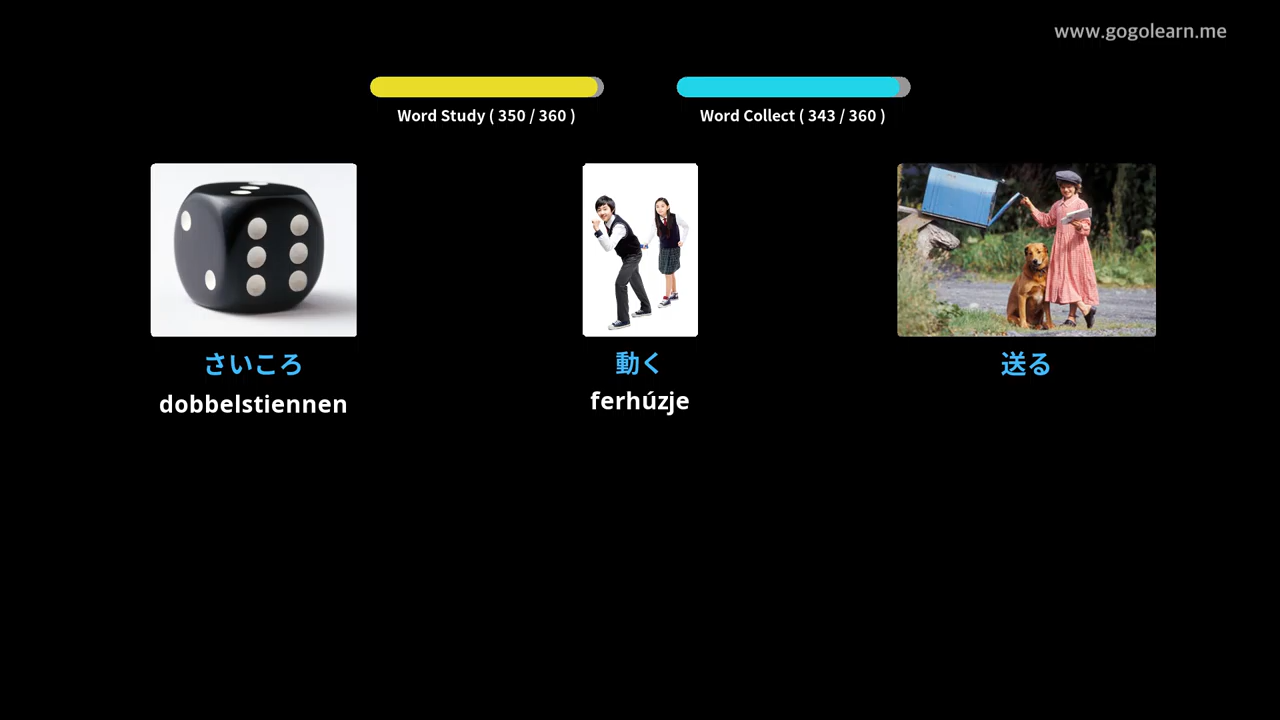 www.gogolearn.me
Word Study ( 350 / 360 )
Word Collect ( 343 / 360 )
さいころ
動く
送る
dobbelstiennen
ferhúzje